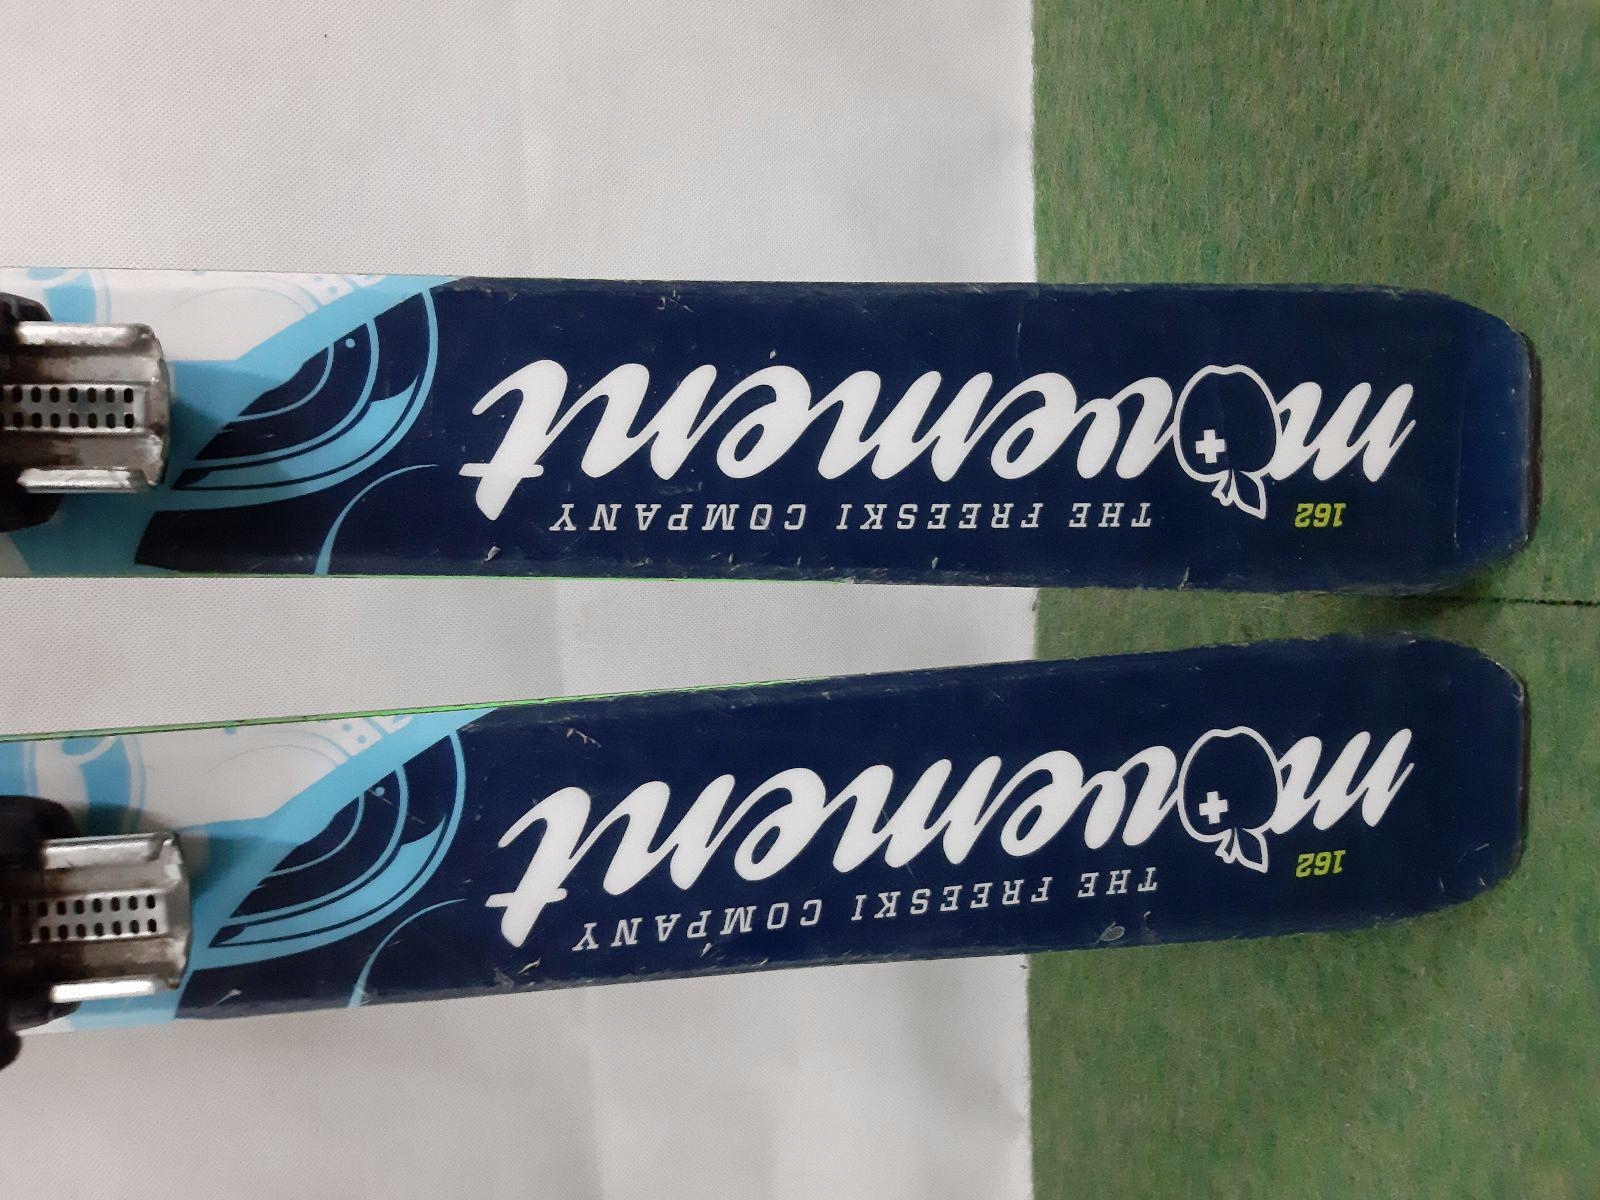 162
movement
THE FREESKI COMPANY
162
movement
THE FREESKI COMPANY